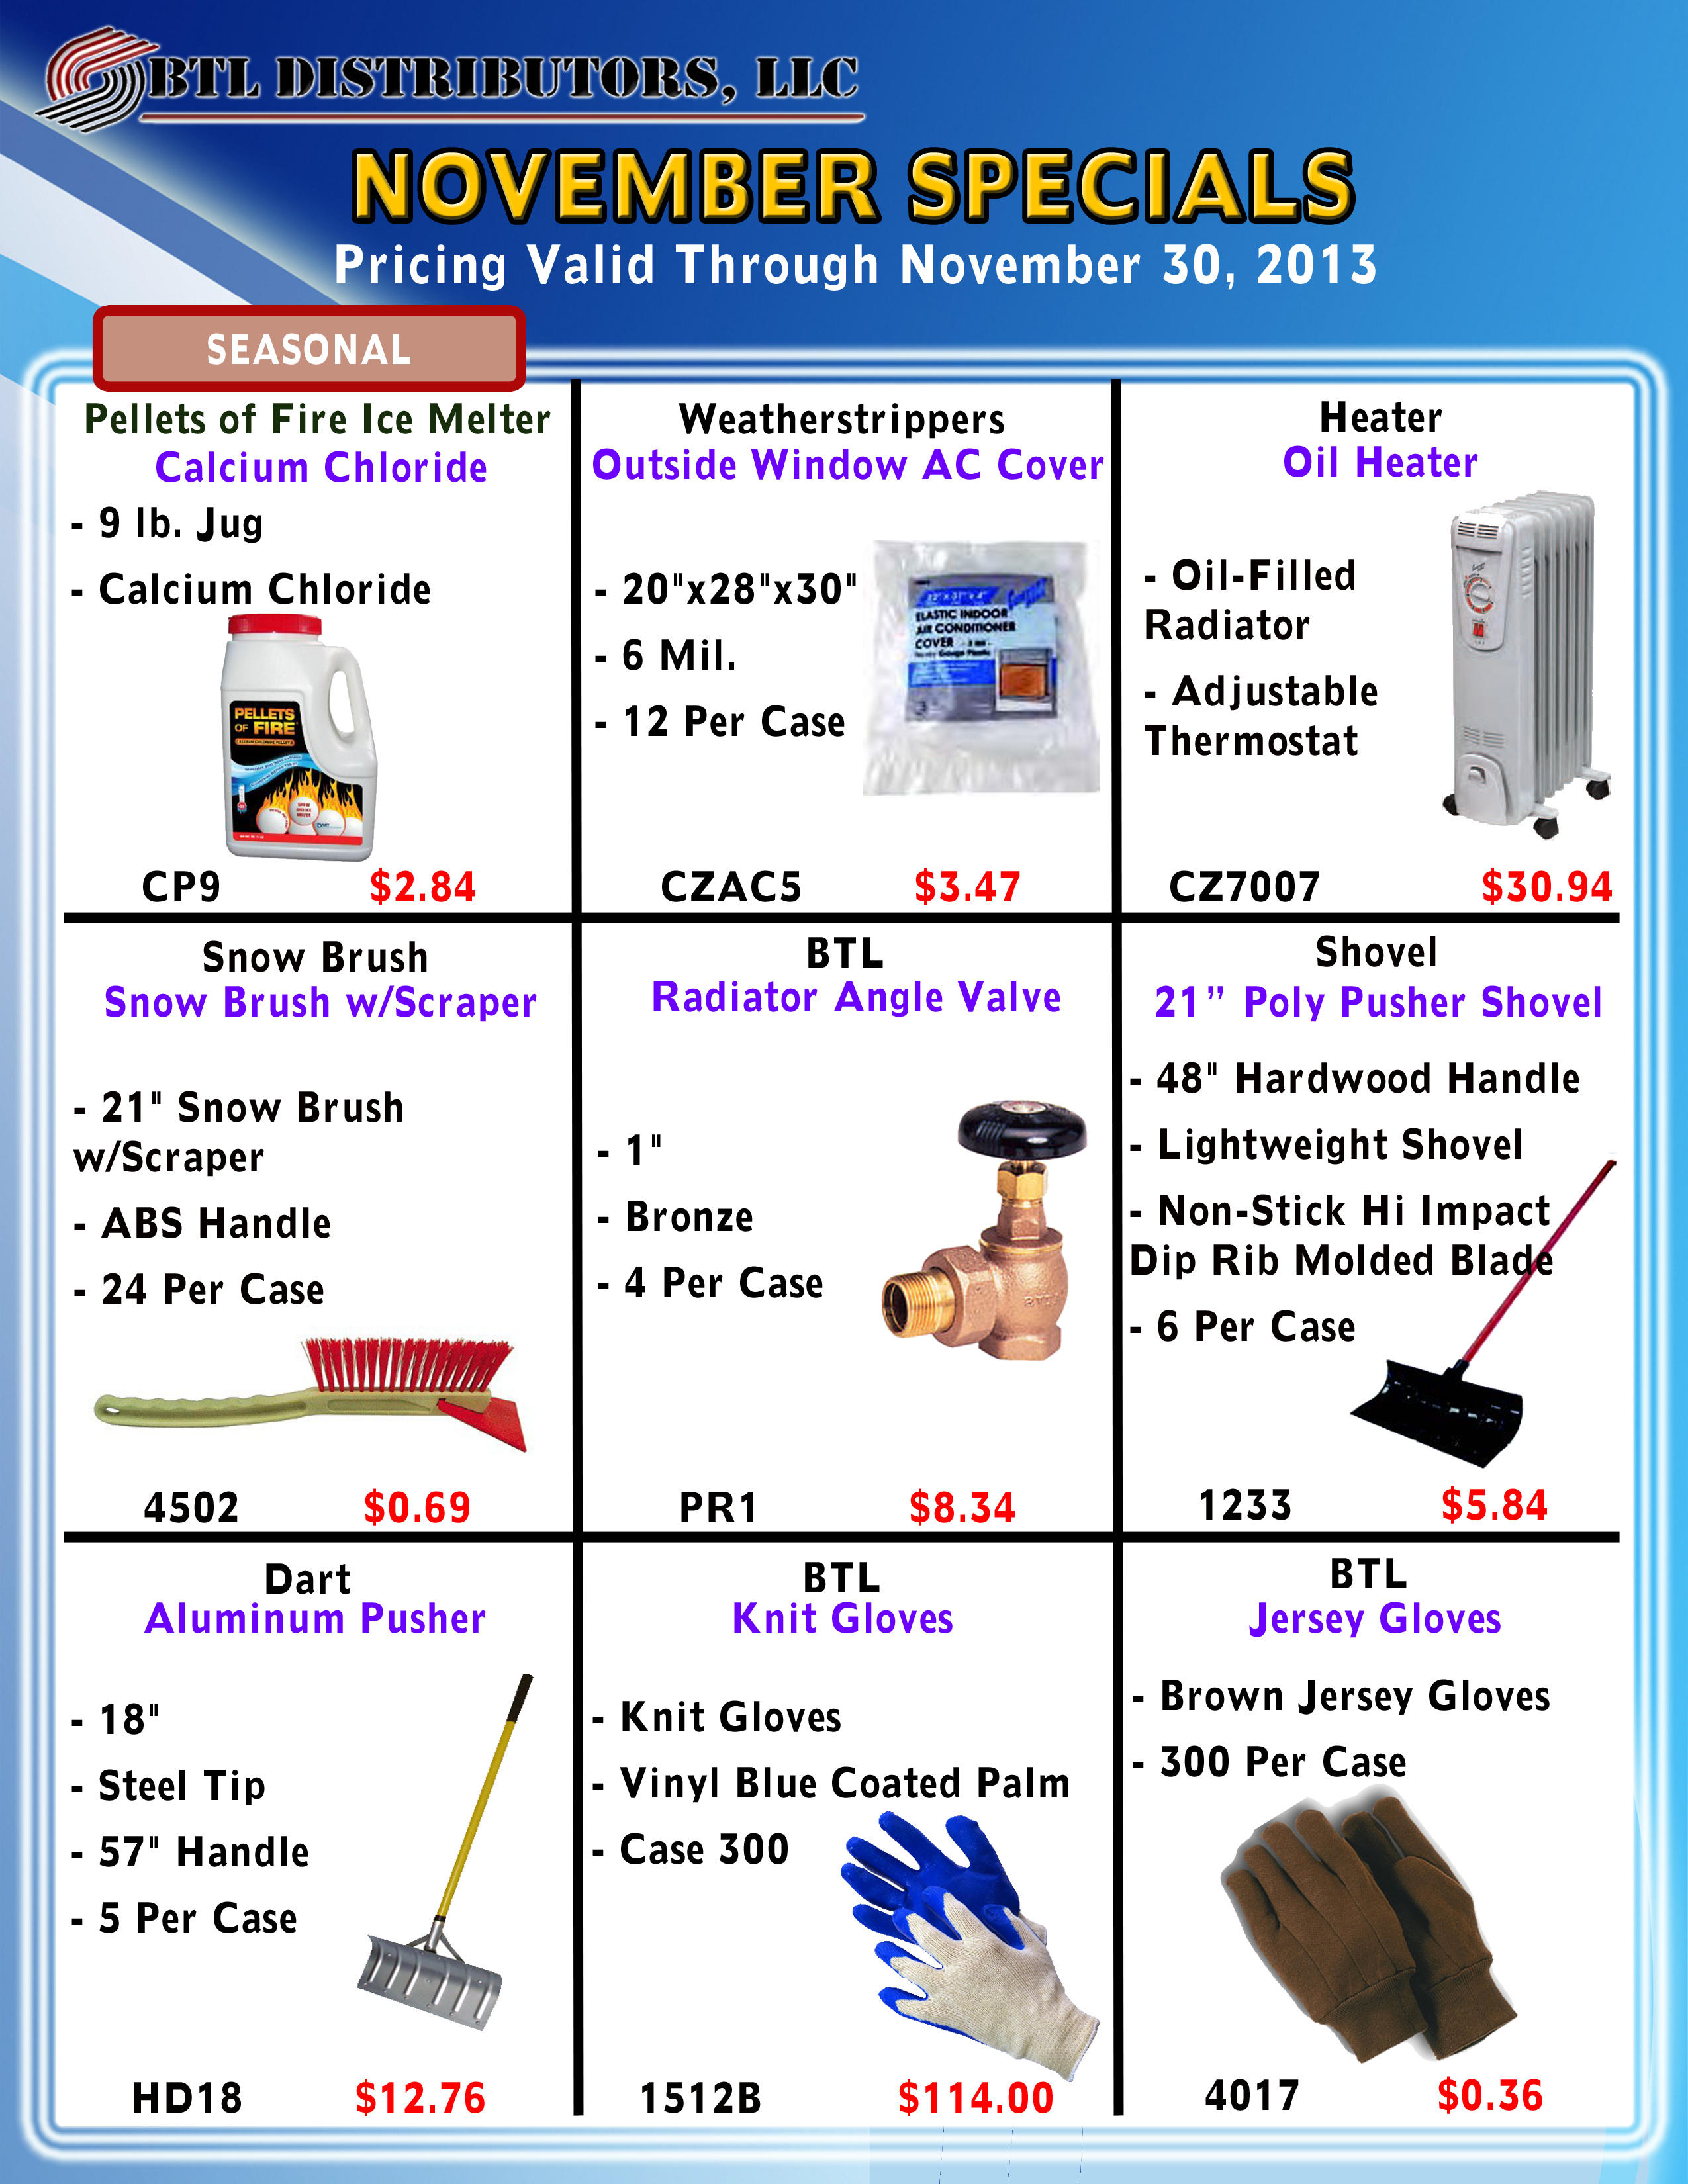 BTL DISTRIBUTORS, LLC
NOVEMBER SPECIALS
Pricing Valid Through November 30, 2013
SEASONAL
Pellets of Fire Ice Melter
Calcium Chloride
- 9 lb. Jug
- Calcium Chloride
PELLETS
OF FIRE
CP9 $2.84
Weatherstrippers
Outside Window AC Cover
- 20"x28"x30"
- 6 Mil.
- 12 Per Case
ELASTIC INDOOR
AIR CONDITIONER
COVER
CZAC5 $3.47
Heater
Oil Heater
- Oil-Filled
Radiator
- Adjustable
Thermostat
CZ7007 $30.94
Snow Brush
Snow Brush w/Scraper
- 21" Snow Brush
w/Scraper
- ABS Handle
- 24 Per Case
4502 $0.69
BTL
Radiator Angle Valve
- 1"
- Bronze
- 4 Per Case
PR1 $8.34
Shovel
21” Poly Pusher Shovel
- 48" Hardwood Handle
- Lightweight Shovel
- Non-Stick Hi Impact
Dip Rib Molded Blade
- 6 Per Case
1233 $5.84
Dart
Aluminum Pusher
- 18"
- Steel Tip
- 57" Handle
- 5 Per Case
HD18 $12.76
BTL
Knit Gloves
- Knit Gloves
- Vinyl Blue Coated Palm
- Case 300
1512B $114.00
BTL
Jersey Gloves
- Brown Jersey Gloves
- 300 Per Case
4017 $0.36